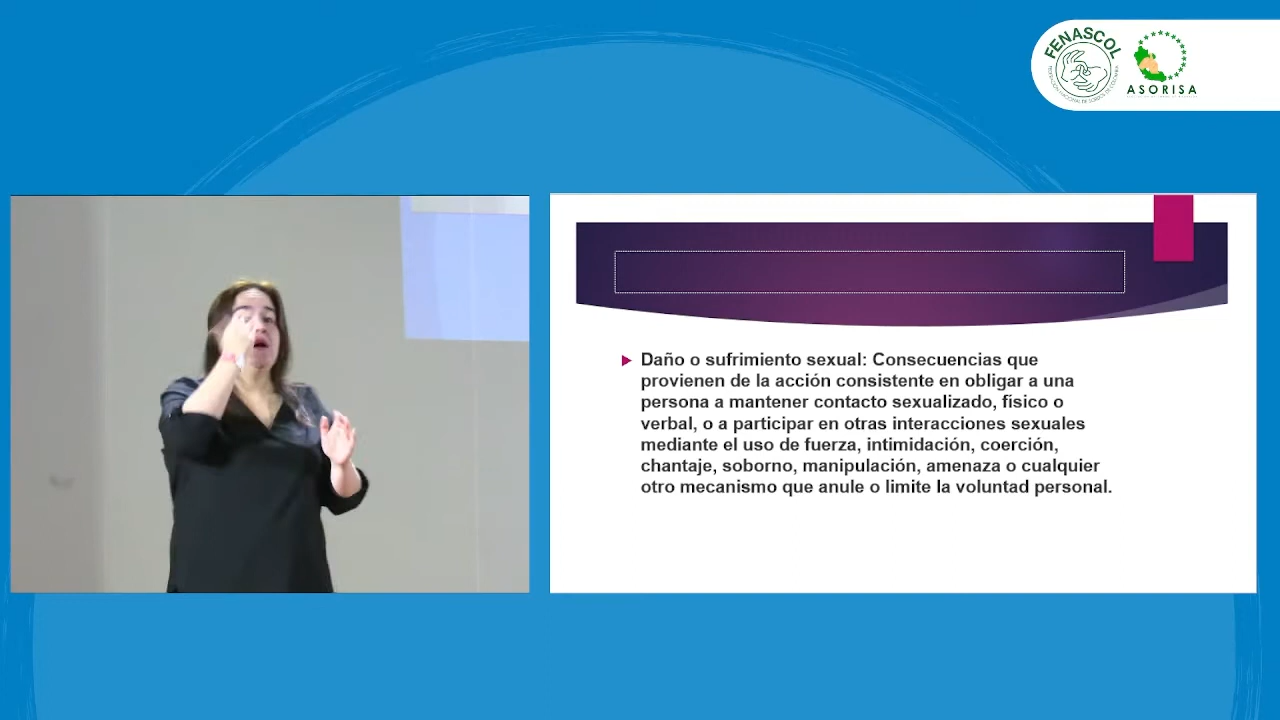 FENASCOL
ASORISA
Daño o sufrimiento sexual: Consecuencias que
provienen de la acción consistente en obligar a una
persona a mantener contacto sexualizado, físico o
verbal, o a participar en otras interacciones sexuales
mediante el uso de fuerza, intimidación, coerción,
chantaje, soborno, manipulación, amenaza o cualquier
otro mecanismo que anule o limite la voluntad personal.